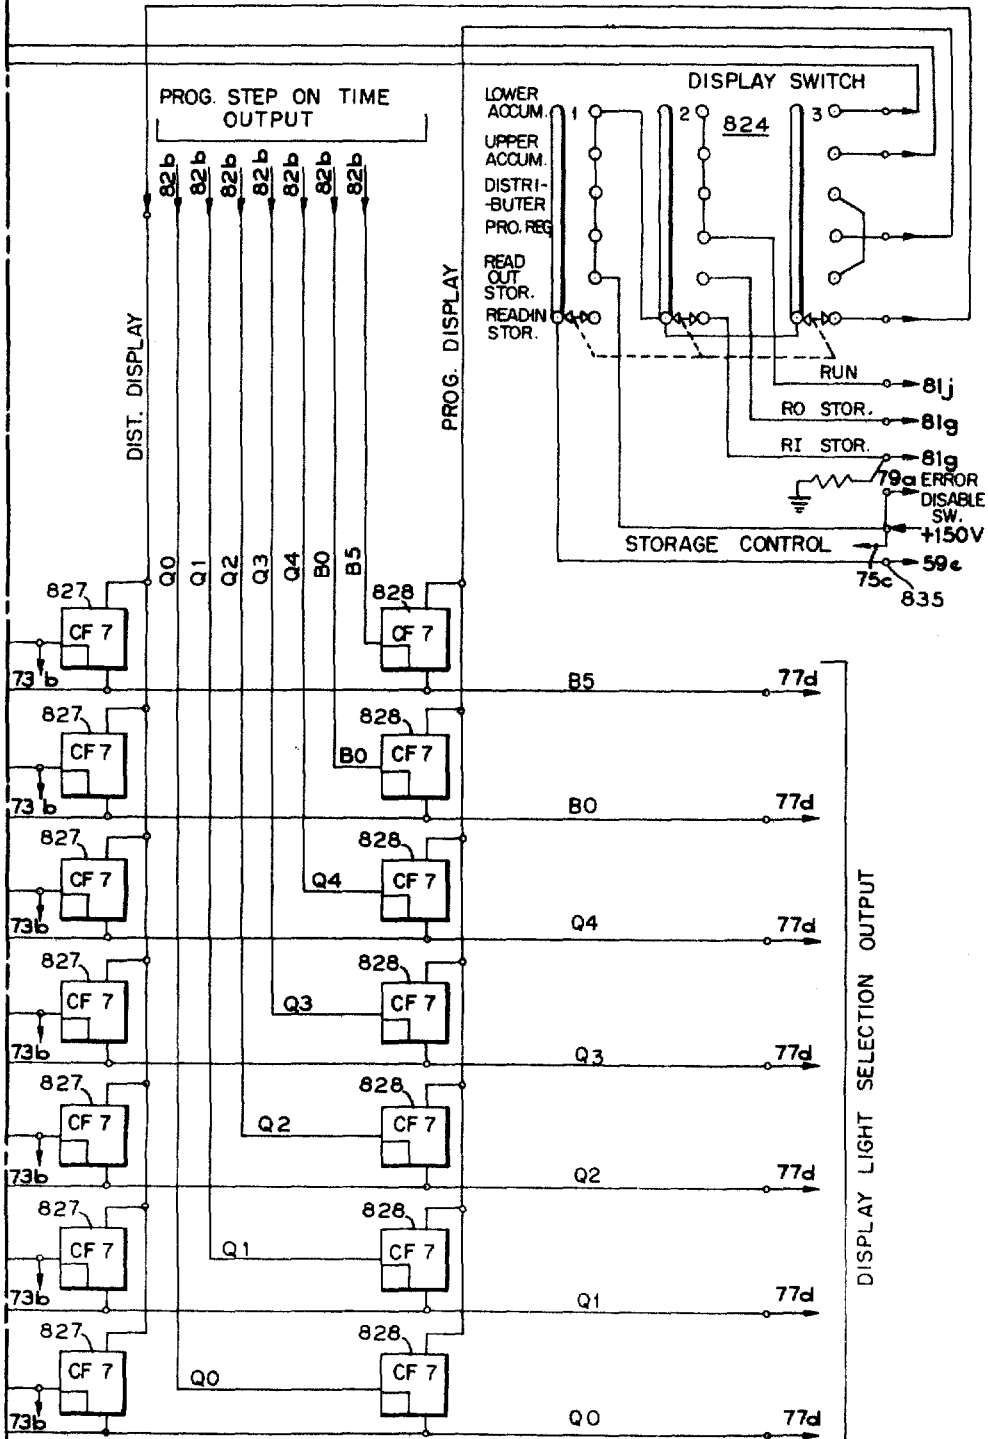 PROG. STEP ON TIME
OUTPUT
82b 82b 82b 82b 82b 82b 82b
DISPLAY SWITCH
824
LOWER
ACCUM.
UPPER
ACCUM.
DISTRI-
-BUTER
PRO. REG
READ
OUT
STOR.
READ-IN
STOR.
1 2 3
DIST. DISPLAY
PROG. DISPLAY
RUN
81j
RO STOR.
81g
RI STOR.
81g
79a ERROR
DISABLE
SW.
+150V
STORAGE CONTROL
75c
59e
835
Q0 Q1 Q2 Q3 Q4 B0 B5
827 828
CF 7 CF 7
73b B5 77d
827 828
CF 7 B0 CF 7
73b B0 77d
827 828
CF 7 Q4 CF 7
73b Q4 77d
827 828
CF 7 Q3 CF 7
73b Q3 77d
827 828
CF 7 Q2 CF 7
73b Q2 77d
827 828
CF 7 Q1 CF 7
73b Q1 77d
827 828
CF 7 Q0 CF 7
73b Q0 77d
DISPLAY LIGHT SELECTION OUTPUT